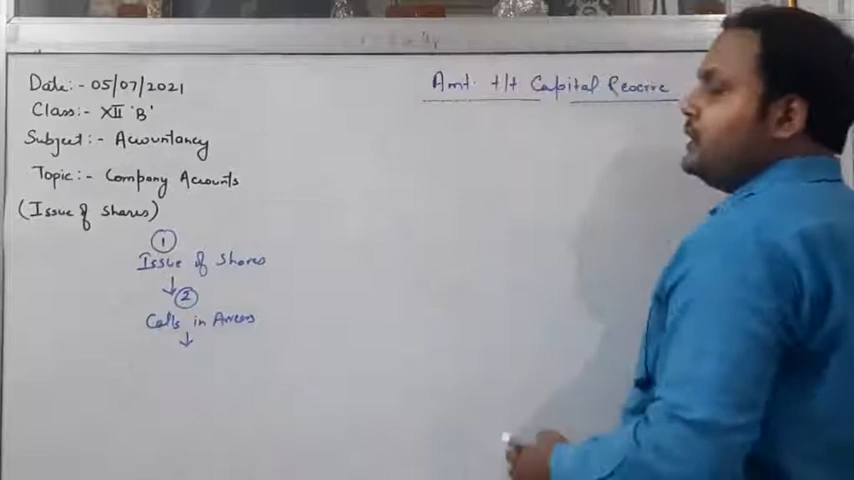 Date:- 05/07/2021
Class:- XII 'B'
Subject:- Accountancy
Topic:- Company Accounts
(Issue of Shares)
1
Issue of Shares
2
Calls in Arrears
Amt. t/t Capital Reserve